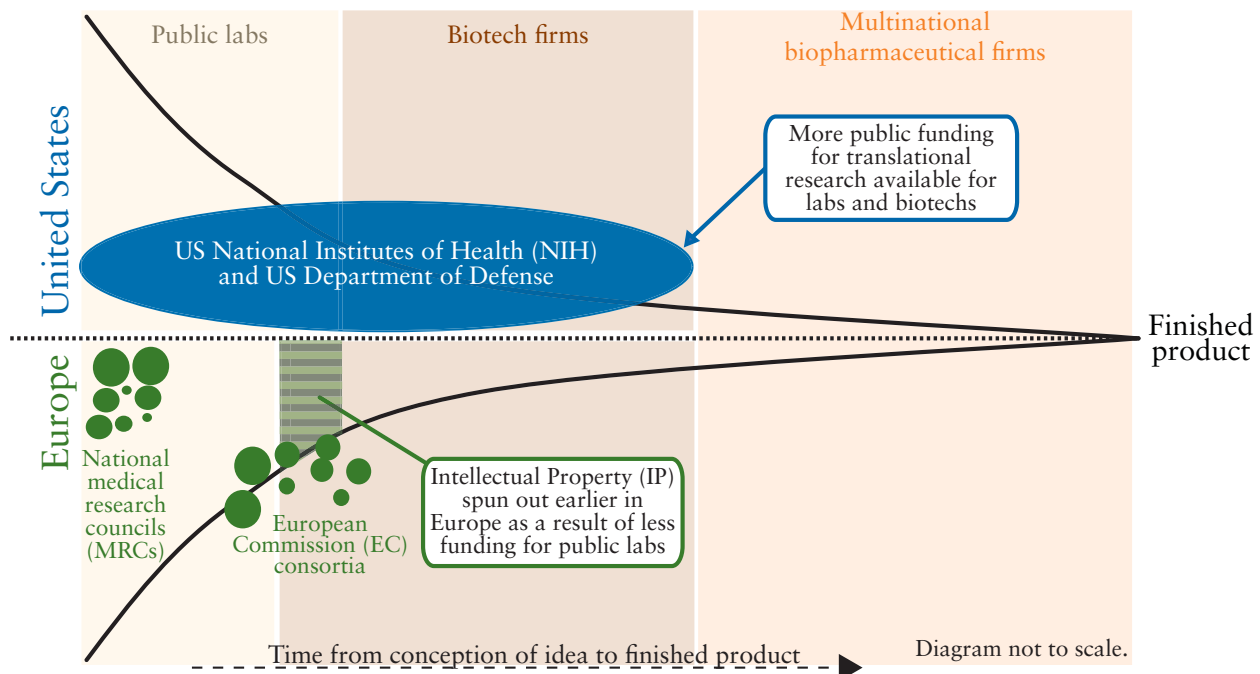 Public labs
Biotech firms
Multinational
biopharmaceutical firms
United States
More public funding
for translational
research available for
labs and biotechs
US National Institutes of Health (NIH)
and US Department of Defense
Finished
product
Europe
National
medical
research
councils
(MRCs)
European
Commission (EC)
consortia
Intellectual Property (IP)
spun out earlier in
Europe as a result of less
funding for public labs
Time from conception of idea to finished product
Diagram not to scale.